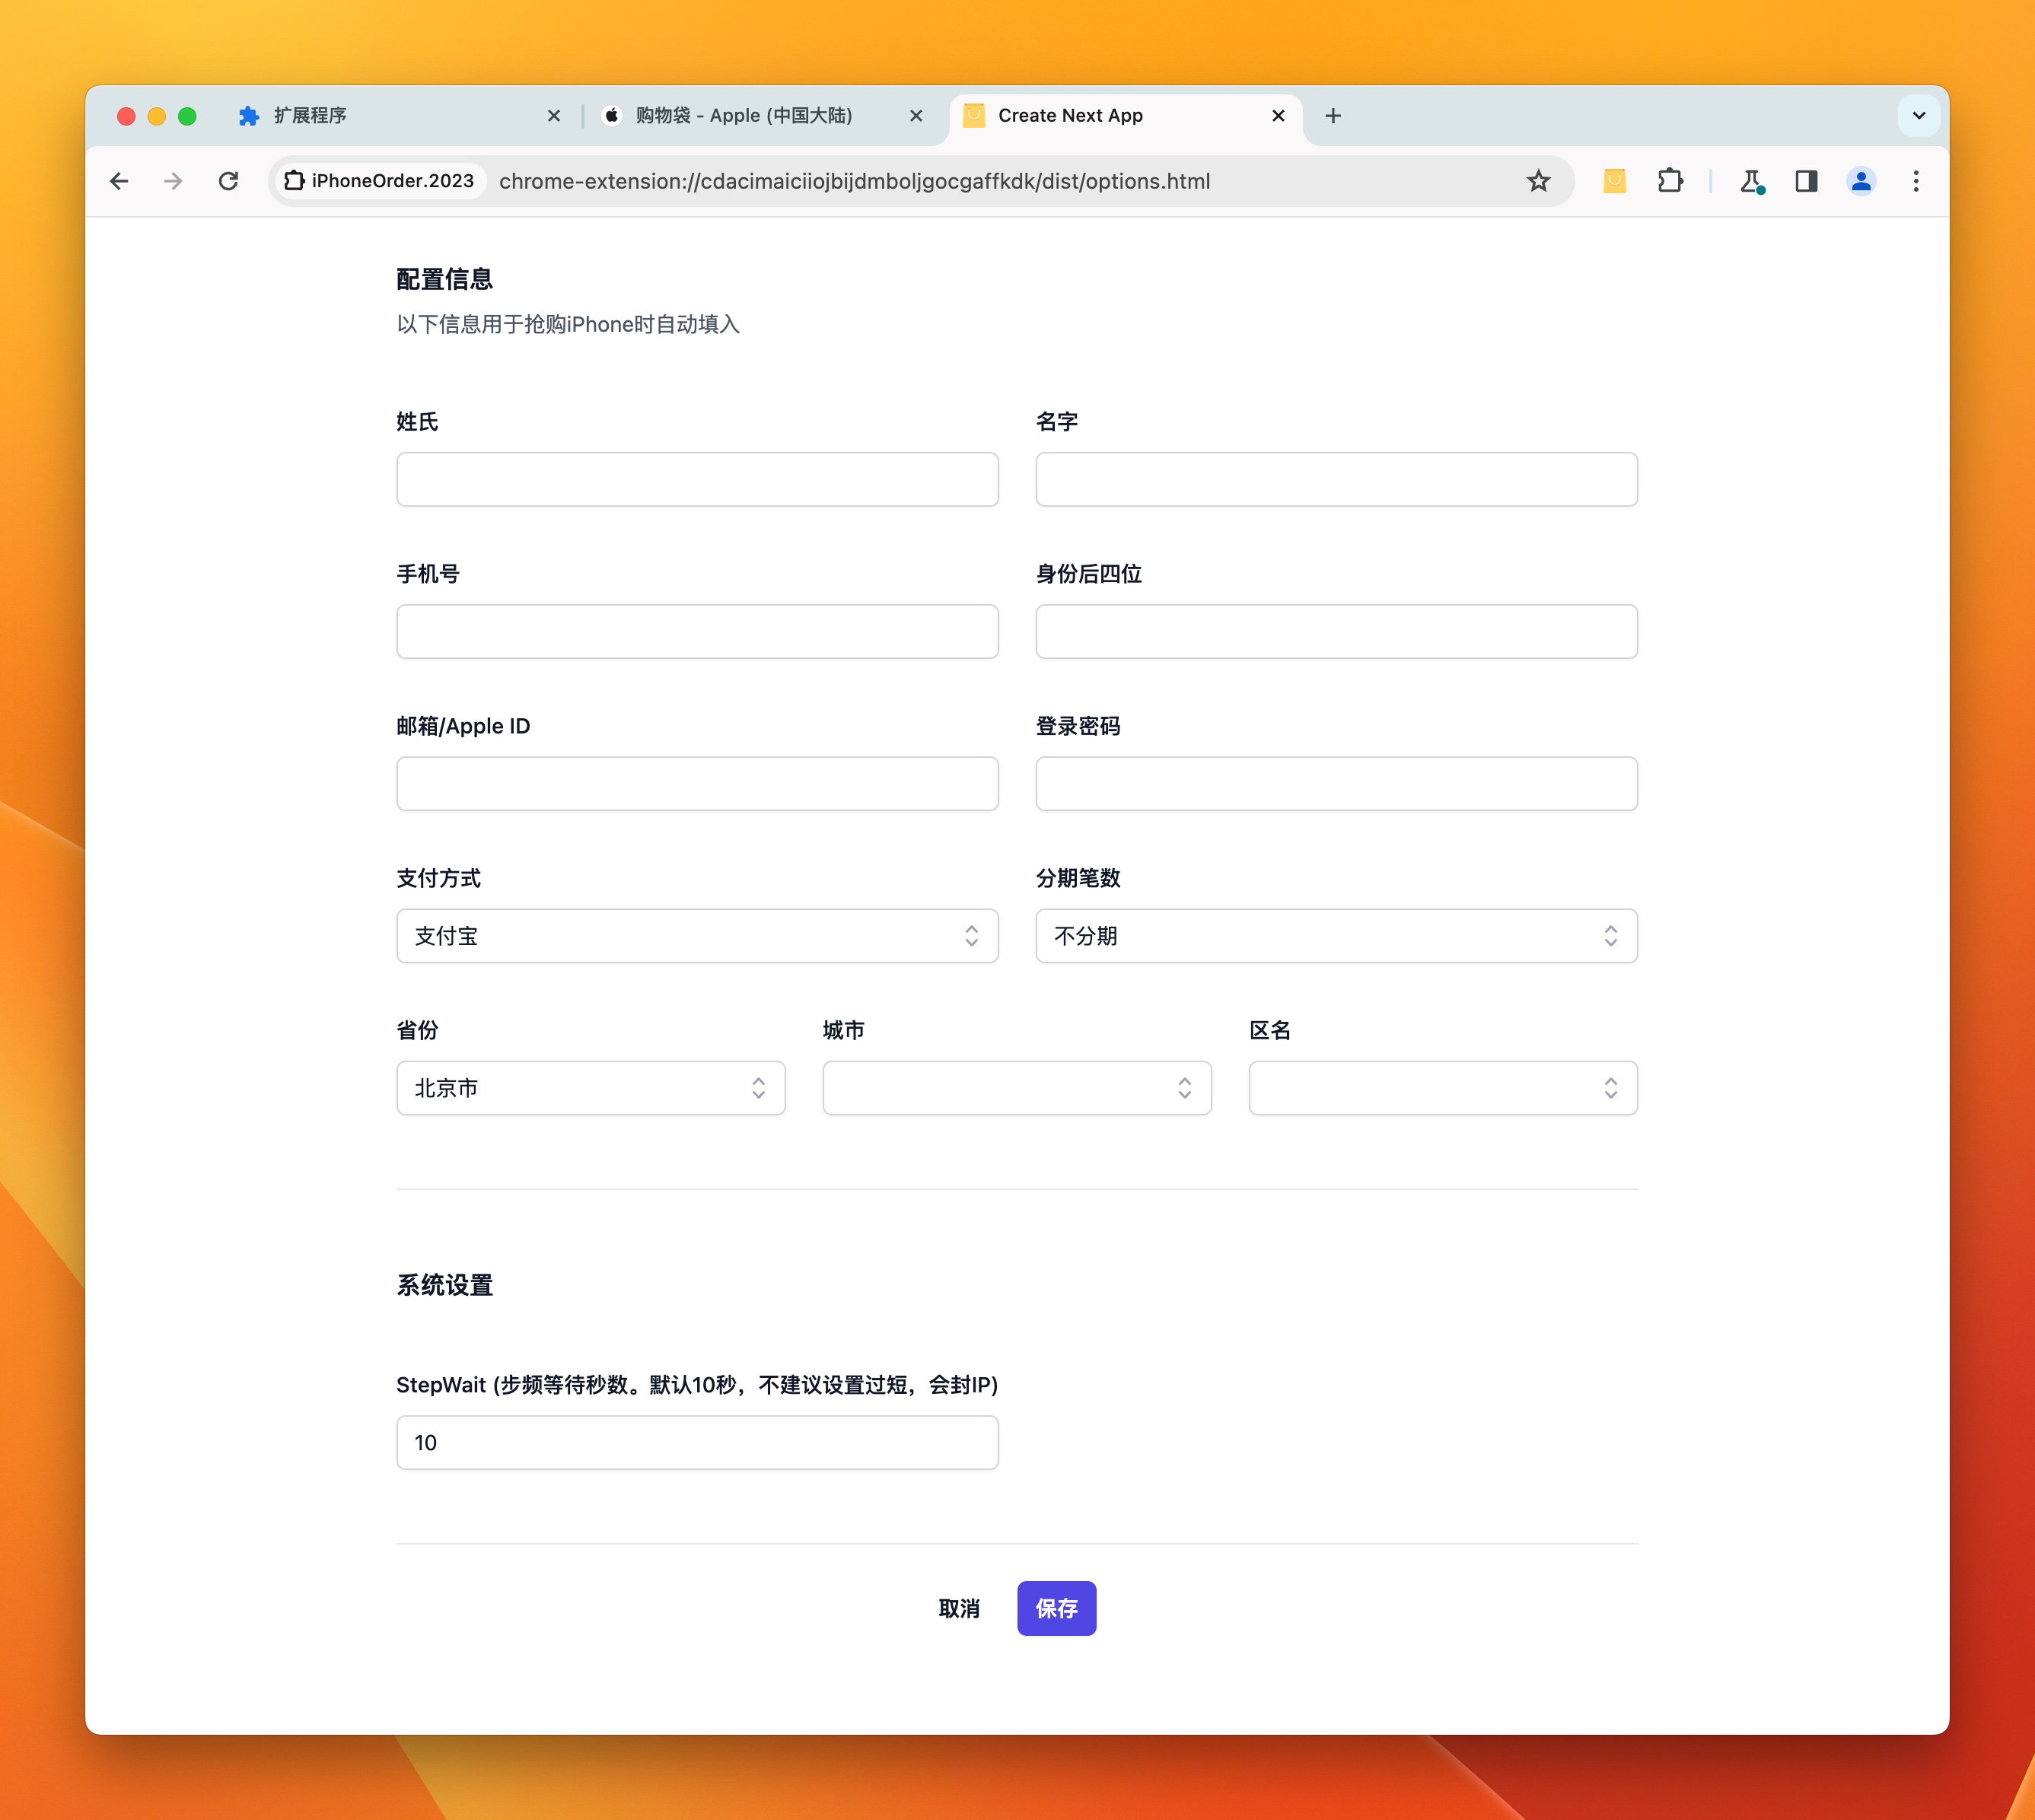 扩展程序
购物袋 - Apple (中国大陆)
Create Next App
iPhoneOrder.2023
chrome-extension://cdacimaiciiojbijdmboljgocgaffkdk/dist/options.html
配置信息
以下信息用于抢购iPhone时自动填入
姓氏
名字
手机号
身份后四位
邮箱/Apple ID
登录密码
支付方式
分期笔数
支付宝
不分期
省份
城市
区名
北京市
系统设置
StepWait (步频等待秒数。默认10秒，不建议设置过短，会封IP)
10
取消
保存